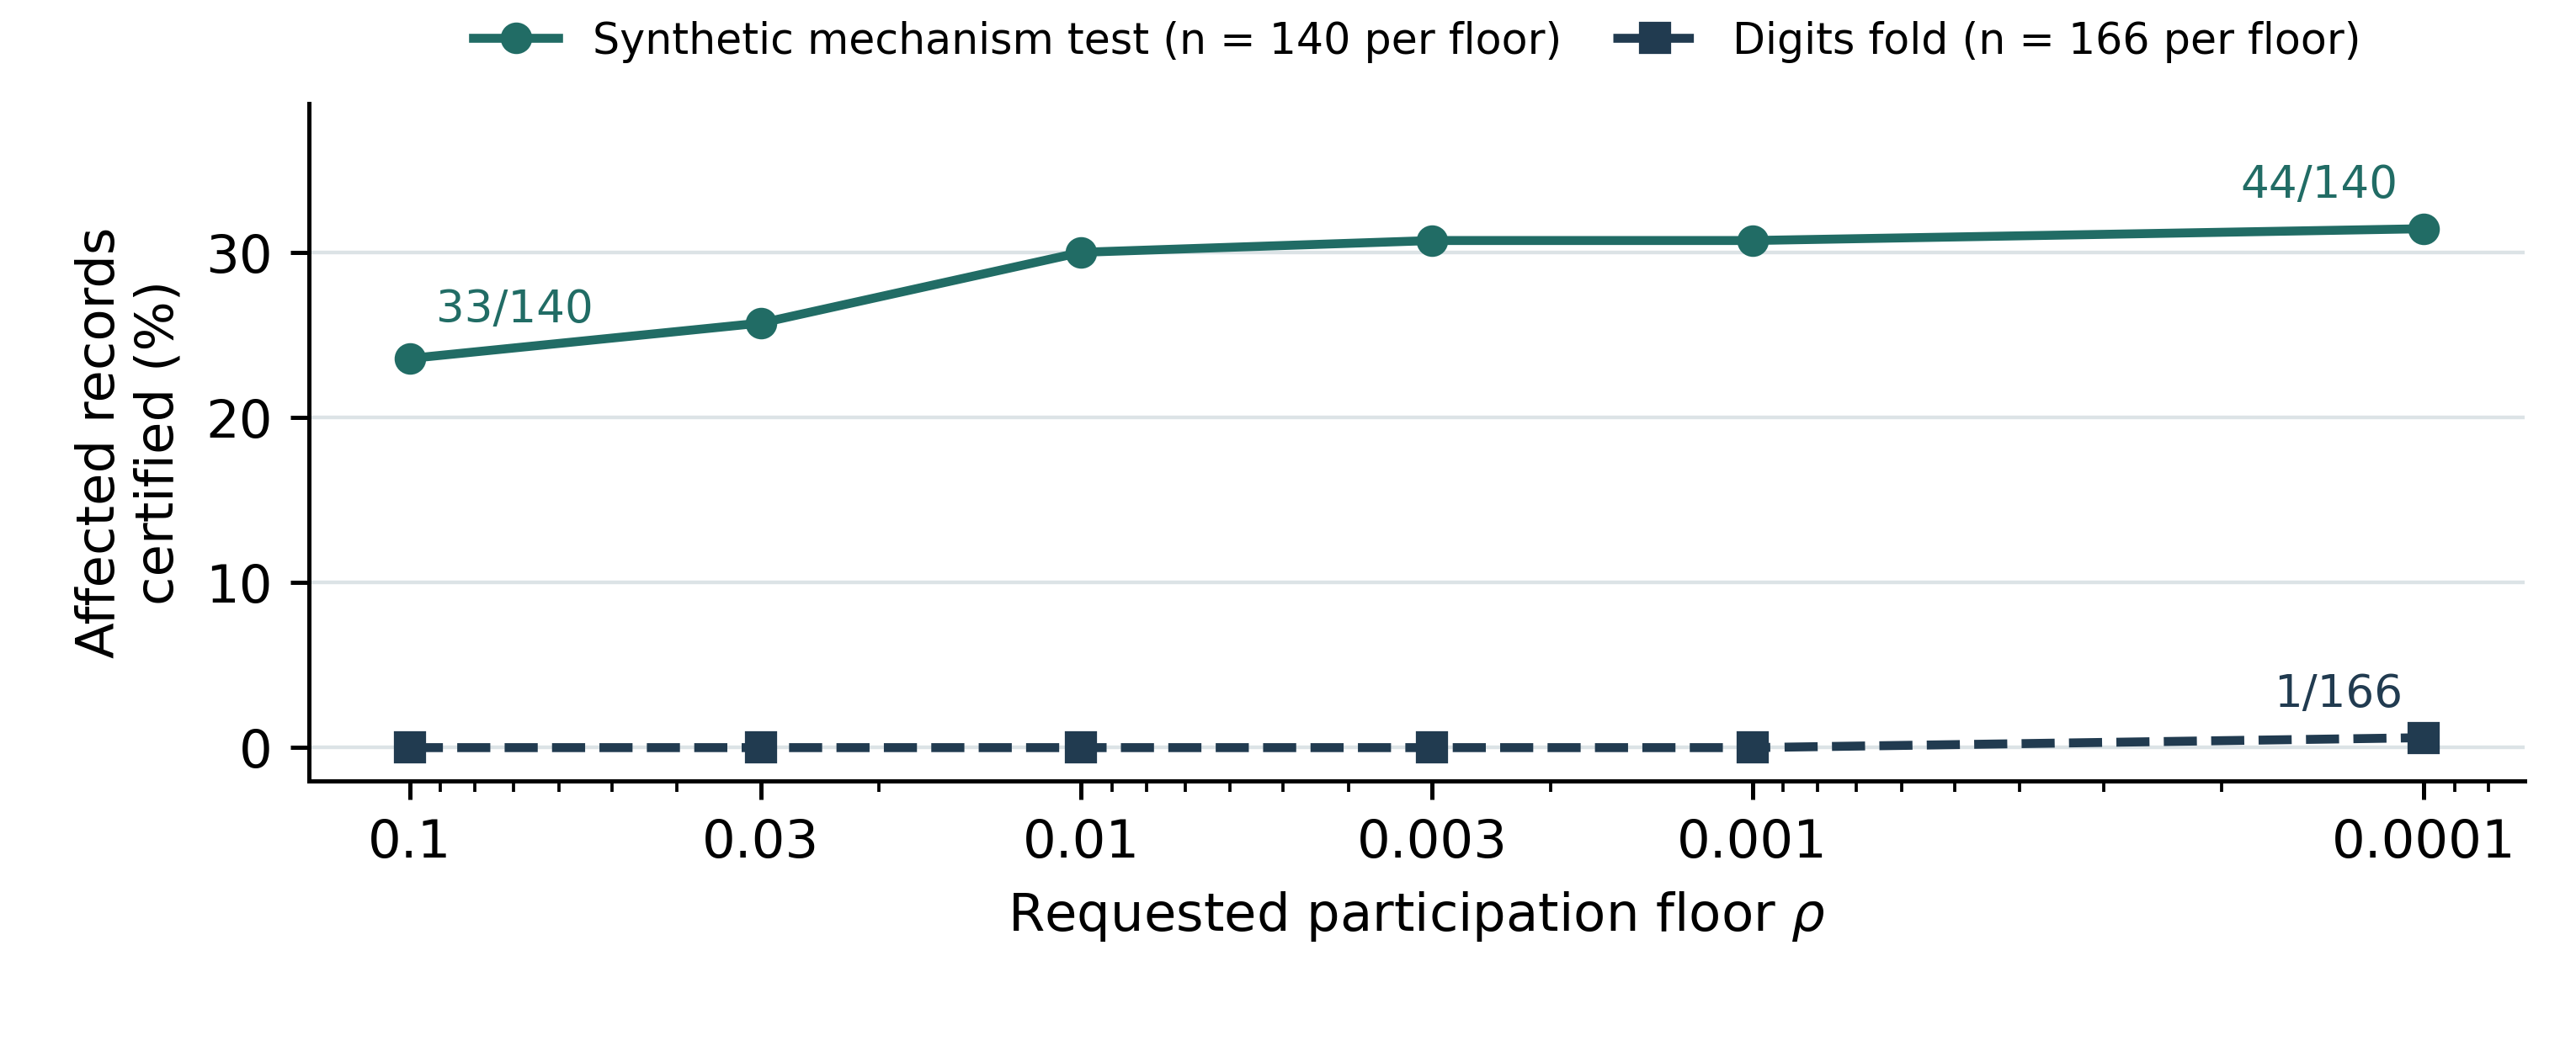 Synthetic mechanism test (n = 140 per floor)
Digits fold (n = 166 per floor)
Affected records
certified (%)
30
20
10
0
33/140
44/140
1/166
0.1
0.03
0.01
0.003
0.001
0.0001
Requested participation floor ρ